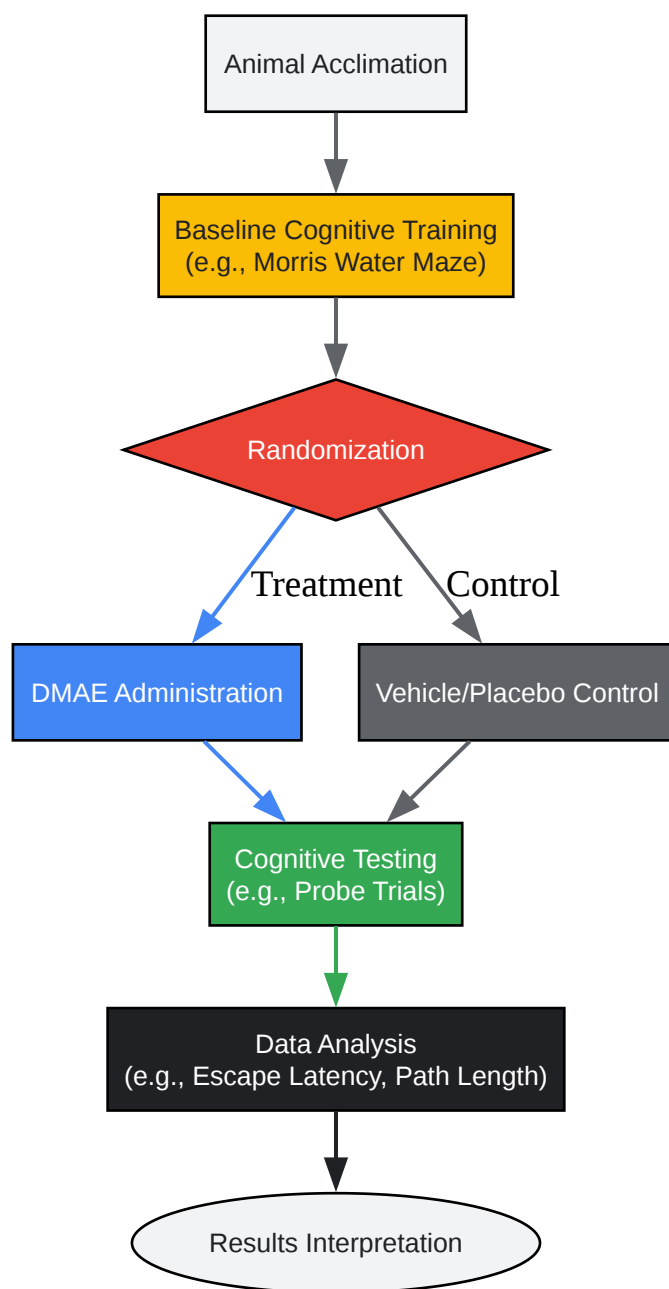 Animal Acclimation
Baseline Cognitive Training
(e.g., Morris Water Maze)
Randomization
Treatment
Control
DMAE Administration
Vehicle/Placebo Control
Cognitive Testing
(e.g., Probe Trials)
Data Analysis
(e.g., Escape Latency, Path Length)
Results Interpretation